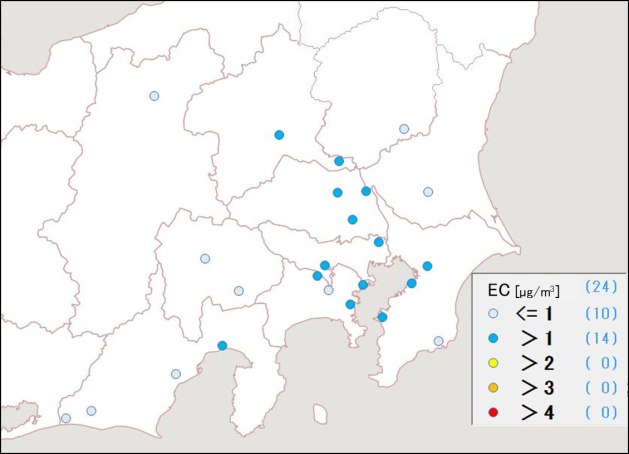 EC [µg/m³] (24)
<= 1 (10)
>1 (14)
>2 ( 0)
>3 ( 0)
>4 ( 0)